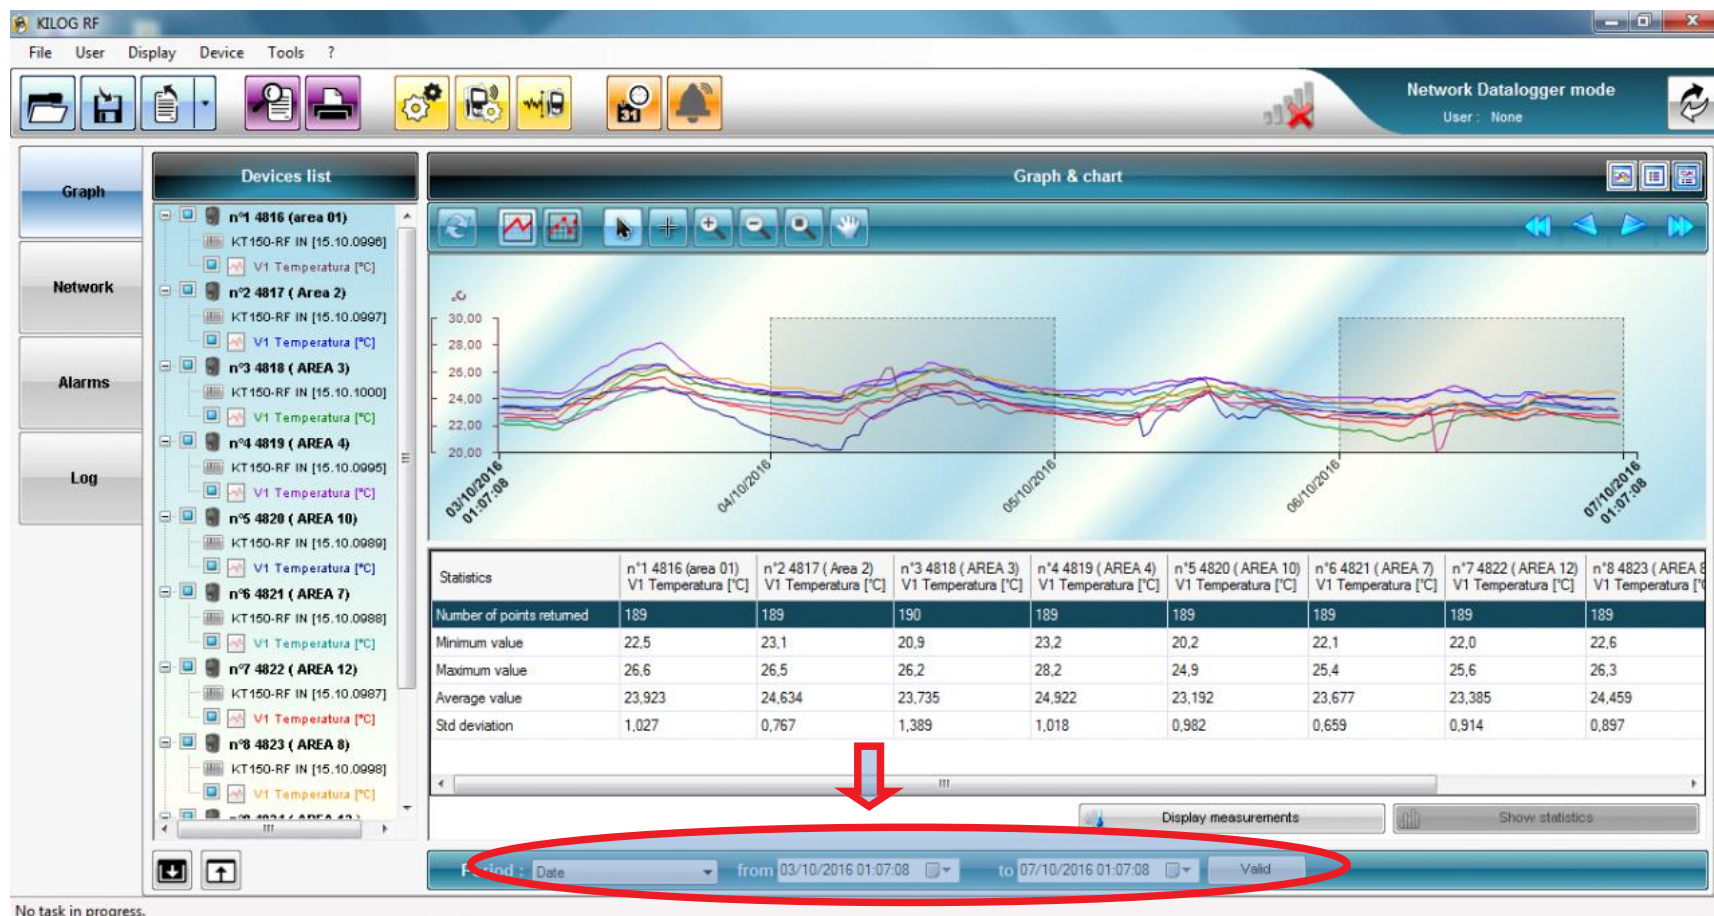 KILOG RF
File User Display Device Tools ?
31
Network Datalogger mode
User : None
Graph
Network
Alarms
Log
Devices list
n°1 4816 (area 01)
KT150-RF IN [15.10.0996]
V1 Temperatura [°C]
n°2 4817 ( Area 2)
KT150-RF IN [15.10.0997]
V1 Temperatura [°C]
n°3 4818 ( AREA 3)
KT150-RF IN [15.10.1000]
V1 Temperatura [°C]
n°4 4819 ( AREA 4)
KT150-RF IN [15.10.0995]
V1 Temperatura [°C]
n°5 4820 ( AREA 10)
KT150-RF IN [15.10.0989]
V1 Temperatura [°C]
n°6 4821 ( AREA 7)
KT150-RF IN [15.10.0988]
V1 Temperatura [°C]
n°7 4822 ( AREA 12)
KT150-RF IN [15.10.0987]
V1 Temperatura [°C]
n°8 4823 ( AREA 8)
KT150-RF IN [15.10.0998]
V1 Temperatura [°C]
Graph & chart
°C
30,00
28,00
26,00
24,00
22,00
20,00
03/10/2016
01:07:08
04/10/2016
05/10/2016
06/10/2016
07/10/2016
01:07:08
Statistics
n°1 4816 (area 01) n°2 4817 ( Area 2) n°3 4818 ( AREA 3) n°4 4819 ( AREA 4) n°5 4820 ( AREA 10) n°6 4821 ( AREA 7) n°7 4822 ( AREA 12) n°8 4823 ( AREA 8
V1 Temperatura [°C] V1 Temperatura [°C] V1 Temperatura [°C] V1 Temperatura [°C] V1 Temperatura [°C] V1 Temperatura [°C] V1 Temperatura [°C] V1 Temperatura [°C
Number of points returned 189 189 190 189 189 189 189 189
Minimum value 22,5 23,1 20,9 23,2 20,2 22,1 22,0 22,6
Maximum value 26,6 26,5 26,2 28,2 24,9 25,4 25,6 26,3
Average value 23,923 24,634 23,735 24,922 23,192 23,677 23,385 24,459
Std deviation 1,027 0,767 1,389 1,018 0,982 0,659 0,914 0,897
Display measurements Show statistics
Period : Date from 03/10/2016 01:07:08 to 07/10/2016 01:07:08 Valid
No task in progress.